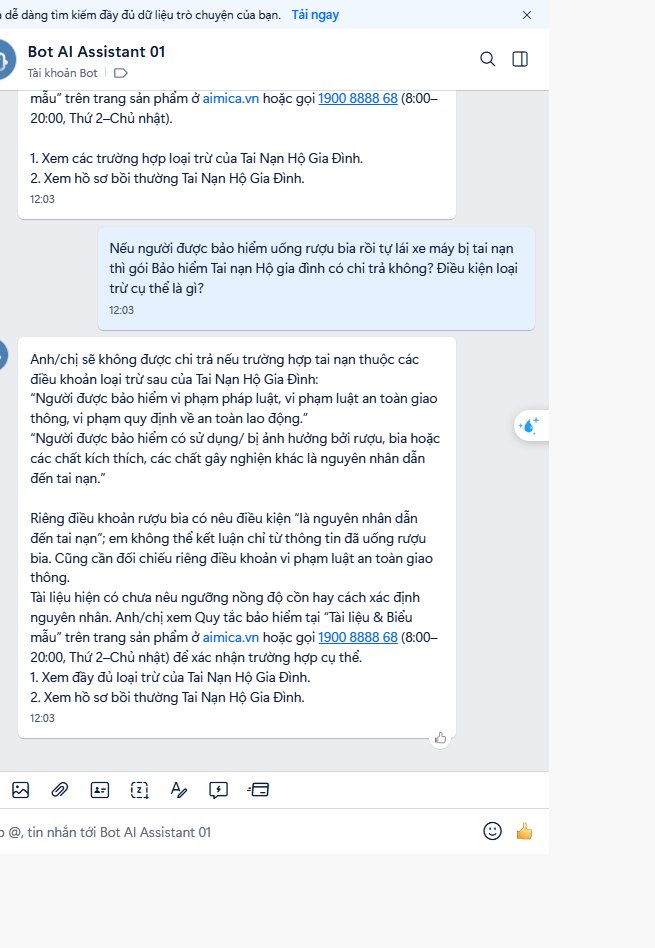 dễ dàng tìm kiếm đầy đủ dữ liệu trò chuyện của bạn. Tải ngay
Bot AI Assistant 01
Tài khoản Bot
mẫu” trên trang sản phẩm ở aimica.vn hoặc gọi 1900 8888 68 (8:00–
20:00, Thứ 2–Chủ nhật).
1. Xem các trường hợp loại trừ của Tai Nạn Hộ Gia Đình.
2. Xem hồ sơ bồi thường Tai Nạn Hộ Gia Đình.
12:03
Nếu người được bảo hiểm uống rượu bia rồi tự lái xe máy bị tai nạn
thì gói Bảo hiểm Tai nạn Hộ gia đình có chi trả không? Điều kiện loại
trừ cụ thể là gì?
12:03
Anh/chị sẽ không được chi trả nếu trường hợp tai nạn thuộc các
điều khoản loại trừ sau của Tai Nạn Hộ Gia Đình:
“Người được bảo hiểm vi phạm pháp luật, vi phạm luật an toàn giao
thông, vi phạm quy định về an toàn lao động.”
“Người được bảo hiểm có sử dụng/ bị ảnh hưởng bởi rượu, bia hoặc
các chất kích thích, các chất gây nghiện khác là nguyên nhân dẫn
đến tai nạn.”
Riêng điều khoản rượu bia có nêu điều kiện “là nguyên nhân dẫn
đến tai nạn”; em không thể kết luận chỉ từ thông tin đã uống rượu
bia. Cũng cần đối chiếu riêng điều khoản vi phạm luật an toàn giao
thông.
Tài liệu hiện có chưa nêu ngưỡng nồng độ cồn hay cách xác định
nguyên nhân. Anh/chị xem Quy tắc bảo hiểm tại “Tài liệu & Biểu
mẫu” trên trang sản phẩm ở aimica.vn hoặc gọi 1900 8888 68 (8:00–
20:00, Thứ 2–Chủ nhật) để xác nhận trường hợp cụ thể.
1. Xem đầy đủ loại trừ của Tai Nạn Hộ Gia Đình.
2. Xem hồ sơ bồi thường Tai Nạn Hộ Gia Đình.
12:03
@, tin nhắn tới Bot AI Assistant 01